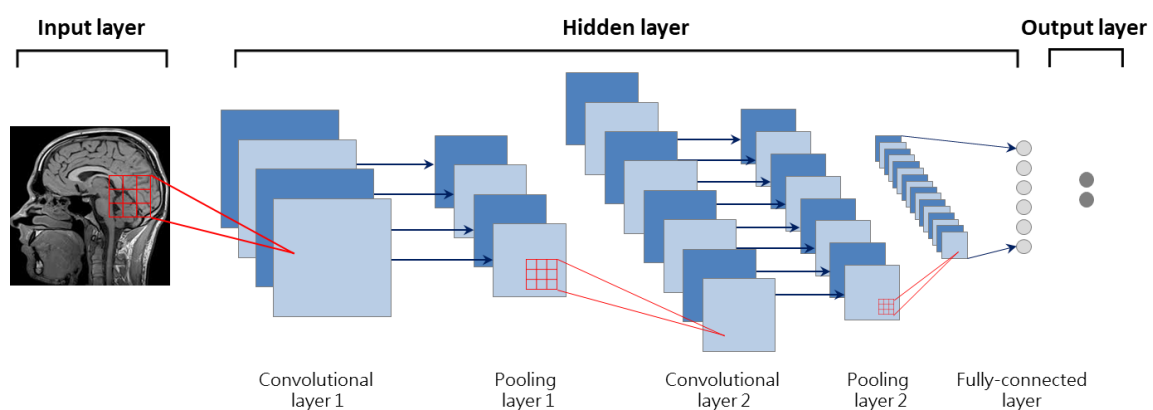 Input layer
Hidden layer
Output layer
Convolutional
layer 1
Pooling
layer 1
Convolutional
layer 2
Pooling
layer 2
Fully-connected
layer